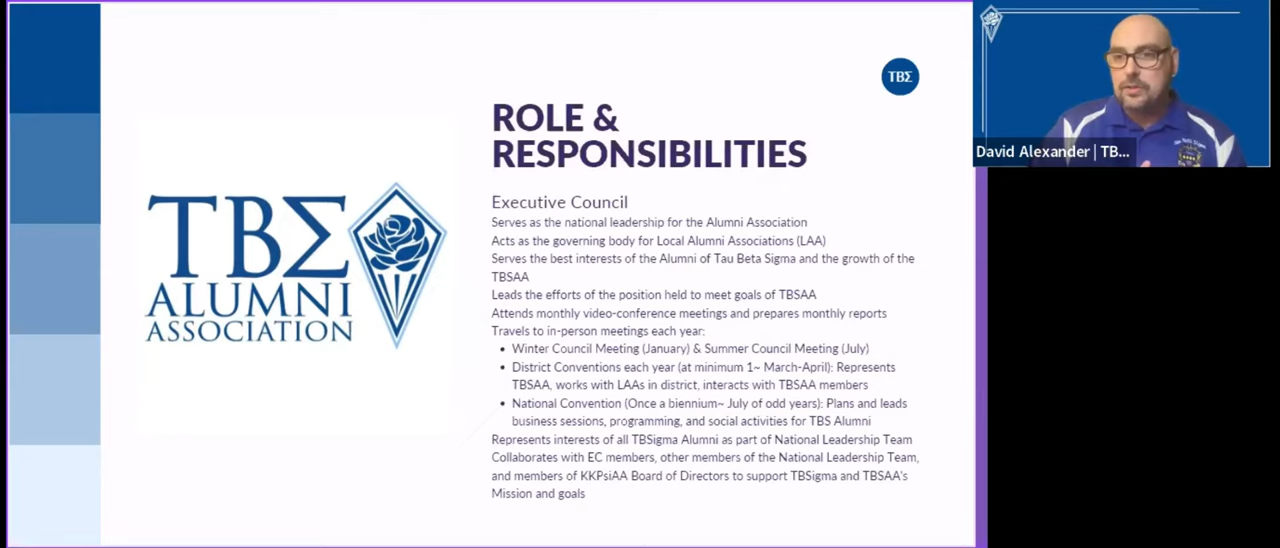 TBΣ
ROLE &
RESPONSIBILITIES
TBΣ
ALUMNI
ASSOCIATION
Executive Council
Serves as the national leadership for the Alumni Association
Acts as the governing body for Local Alumni Associations (LAA)
Serves the best interests of the Alumni of Tau Beta Sigma and the growth of the
TBSAA
Leads the efforts of the position held to meet goals of TBSAA
Attends monthly video-conference meetings and prepares monthly reports
Travels to in-person meetings each year:
• Winter Council Meeting (January) & Summer Council Meeting (July)
• District Conventions each year (at minimum 1~ March-April): Represents
TBSAA, works with LAAs in district, interacts with TBSAA members
• National Convention (Once a biennium~ July of odd years): Plans and leads
business sessions, programming, and social activities for TBS Alumni
Represents interests of all TBSigma Alumni as part of National Leadership Team
Collaborates with EC members, other members of the National Leadership Team,
and members of KKPsiAA Board of Directors to support TBSigma and TBSAA's
Mission and goals
David Alexander | TB...